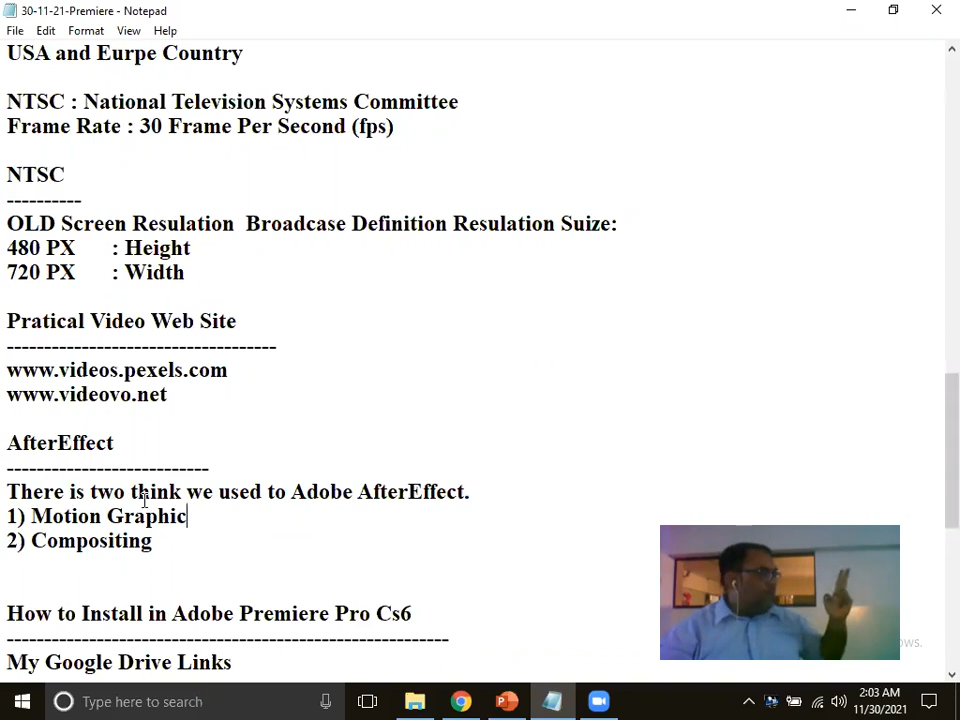 30-11-21-Premiere - Notepad
File Edit Format View Help
USA and Eurpe Country
NTSC : National Television Systems Committee
Frame Rate : 30 Frame Per Second (fps)
NTSC
----------
OLD Screen Resulation  Broadcase Definition Resulation Suize:
480 PX : Height
720 PX : Width
Pratical Video Web Site
------------------------------------
www.videos.pexels.com
www.videovo.net
AfterEffect
---------------------------
There is two think we used to Adobe AfterEffect.
1) Motion Graphic
2) Compositing
How to Install in Adobe Premiere Pro Cs6
-----------------------------------------------------------
My Google Drive Links
ows.
Type here to search
2:03 AM
11/30/2021